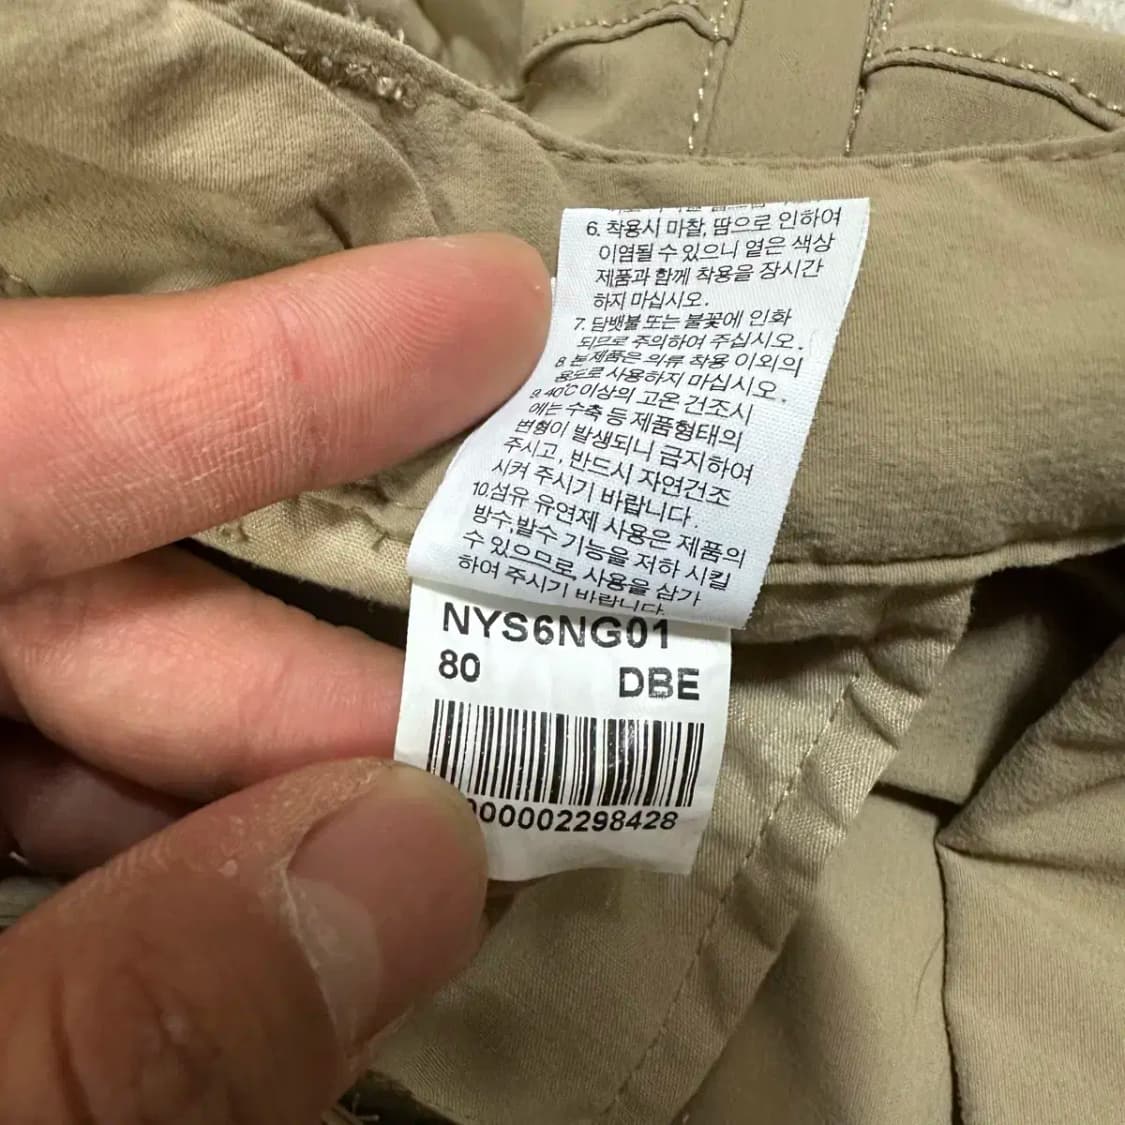 6. 착용시 마찰, 땀으로 인하여
이염될 수 있으니 옅은 색상
제품과 함께 착용을 장시간
하지 마십시오.
7. 담뱃불 또는 불꽃에 인화
되므로 주의하여 주십시오.
8. 본 제품은 의류 착용 이외의
용도로 사용하지 마십시오.
9. 40℃ 이상의 고온 건조시
에는 수축 등 제품형태의
변형이 발생되니 금지하여
주시고, 반드시 자연건조
시켜 주시기 바랍니다.
10.섬유 유연제 사용은 제품의
방수,발수 기능을 저하 시킬
수 있으므로, 사용을 삼가
하여 주시기 바랍니다.
NYS6NG01
80 DBE
000002298428